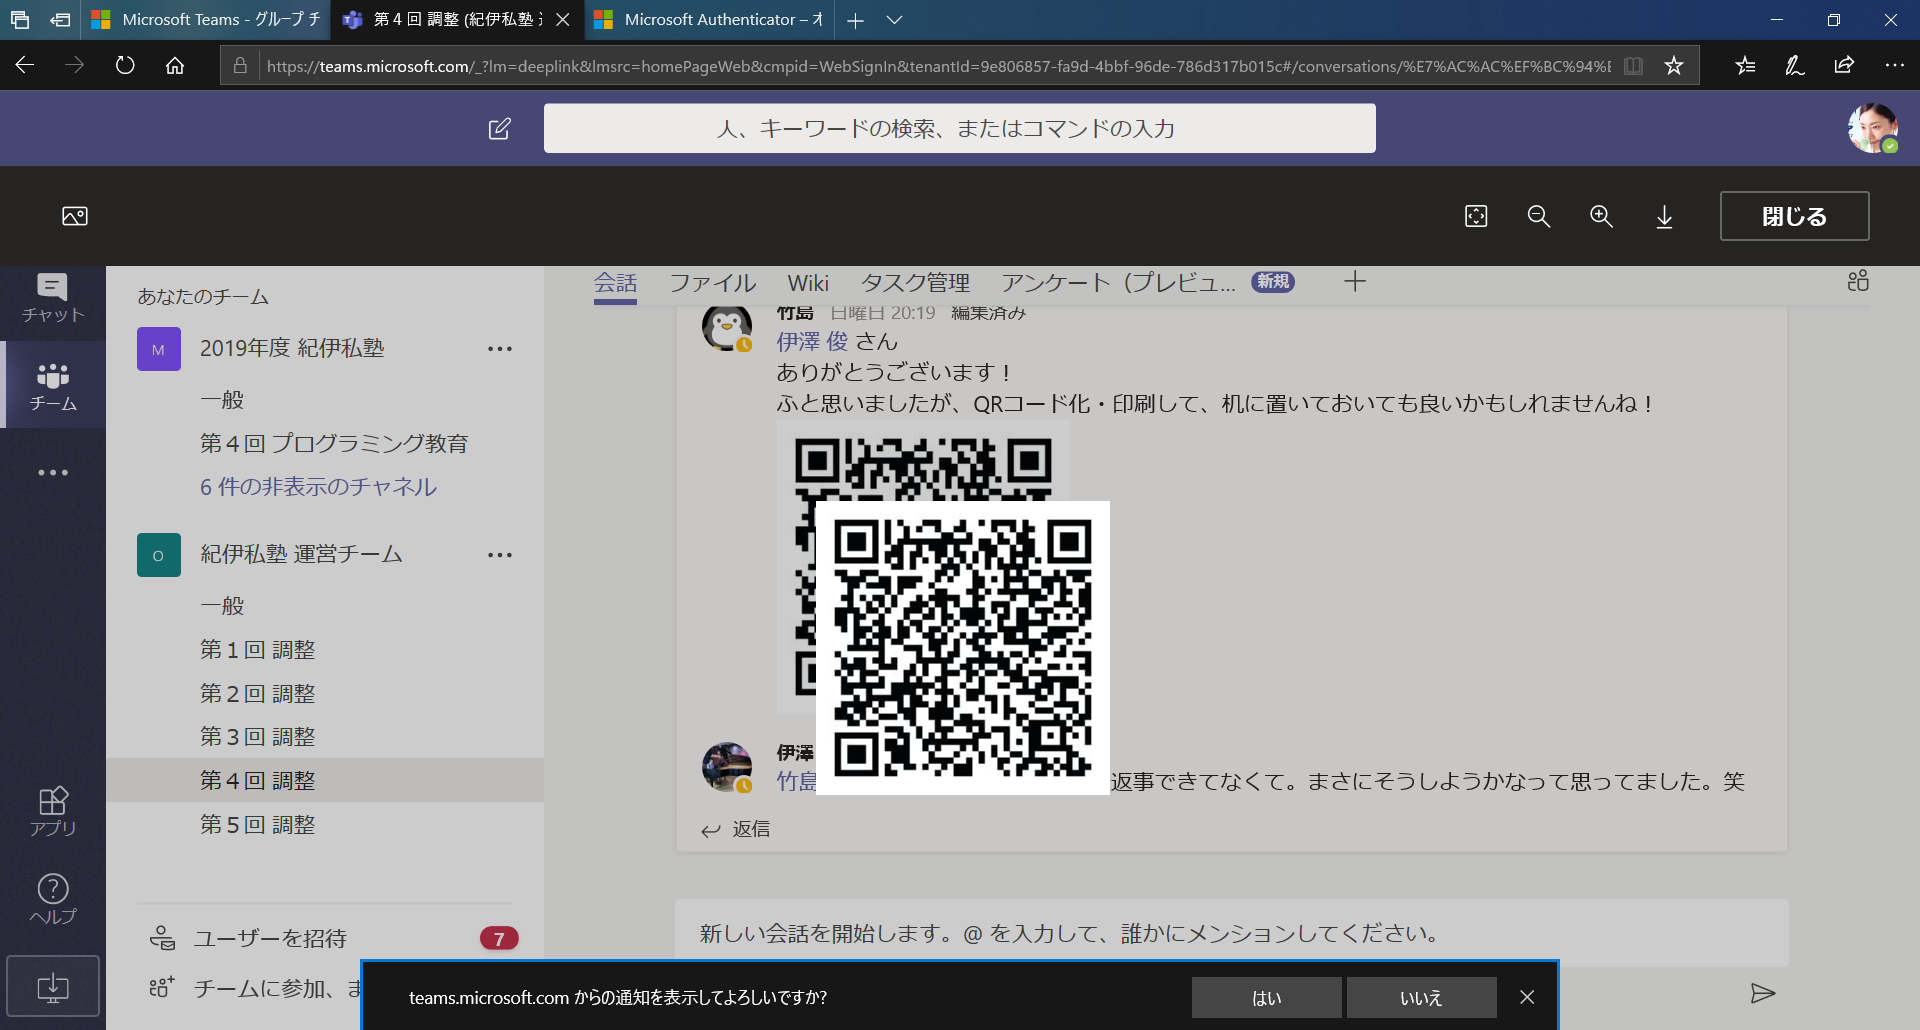 Microsoft Teams - グループ チ
第４回 調整 (紀伊私塾
Microsoft Authenticator – オ
https://teams.microsoft.com/_?lm=deeplink&lmsrc=homePageWeb&cmpid=WebSignIn&tenantId=9e806857-fa9d-4bbf-96de-786d317b015c#/conversations/%E7%AC%AC%EF%BC%94%E
人、キーワードの検索、またはコマンドの入力
閉じる
チャット
チーム
アプリ
ヘルプ
あなたのチーム
M
2019年度 紀伊私塾
一般
第４回 プログラミング教育
6 件の非表示のチャネル
O
紀伊私塾 運営チーム
一般
第１回 調整
第２回 調整
第３回 調整
第４回 調整
第５回 調整
ユーザーを招待
7
チームに参加、ま
会話 ファイル Wiki タスク管理 アンケート（プレビュ... 新規
竹島 日曜日 20:19 編集済み
伊澤 俊 さん
ありがとうございます！
ふと思いましたが、QRコード化・印刷して、机に置いておいても良いかもしれませんね！
伊澤
竹島
返事できてなくて。まさにそうしようかなって思ってました。笑
返信
新しい会話を開始します。@ を入力して、誰かにメンションしてください。
teams.microsoft.com からの通知を表示してよろしいですか?
はい
いいえ